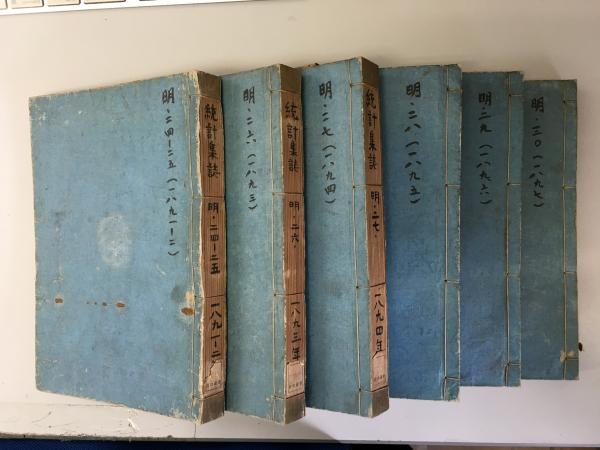 明・二四ー二五(一八九一ー二)
統計集誌
明・二四ー二五
一八九一ー二
明・二六(一八九三)
統計集誌
明・二六・
一八九三年
明・二七(一八九四)
統計集誌
明・二七・
一八九四年
明・二八(一八九五)
明・二九(一八九六)
明・三〇(一八九七)